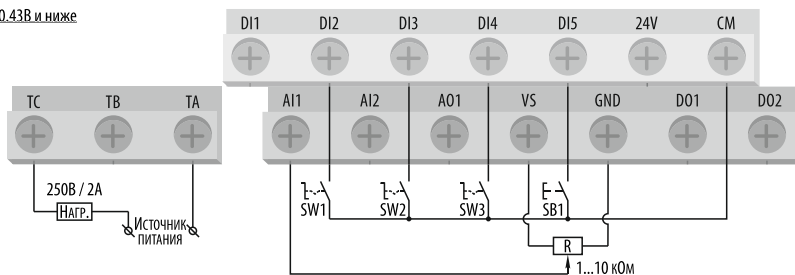 0.43В и ниже
DI1 DI2 DI3 DI4 DI5 24V CM
TC TB TA
AI1 AI2 AO1 VS GND DO1 DO2
250В / 2А
НАГР.
ИСТОЧНИК
ПИТАНИЯ
SW1 SW2 SW3 SB1
R
1...10 кОм